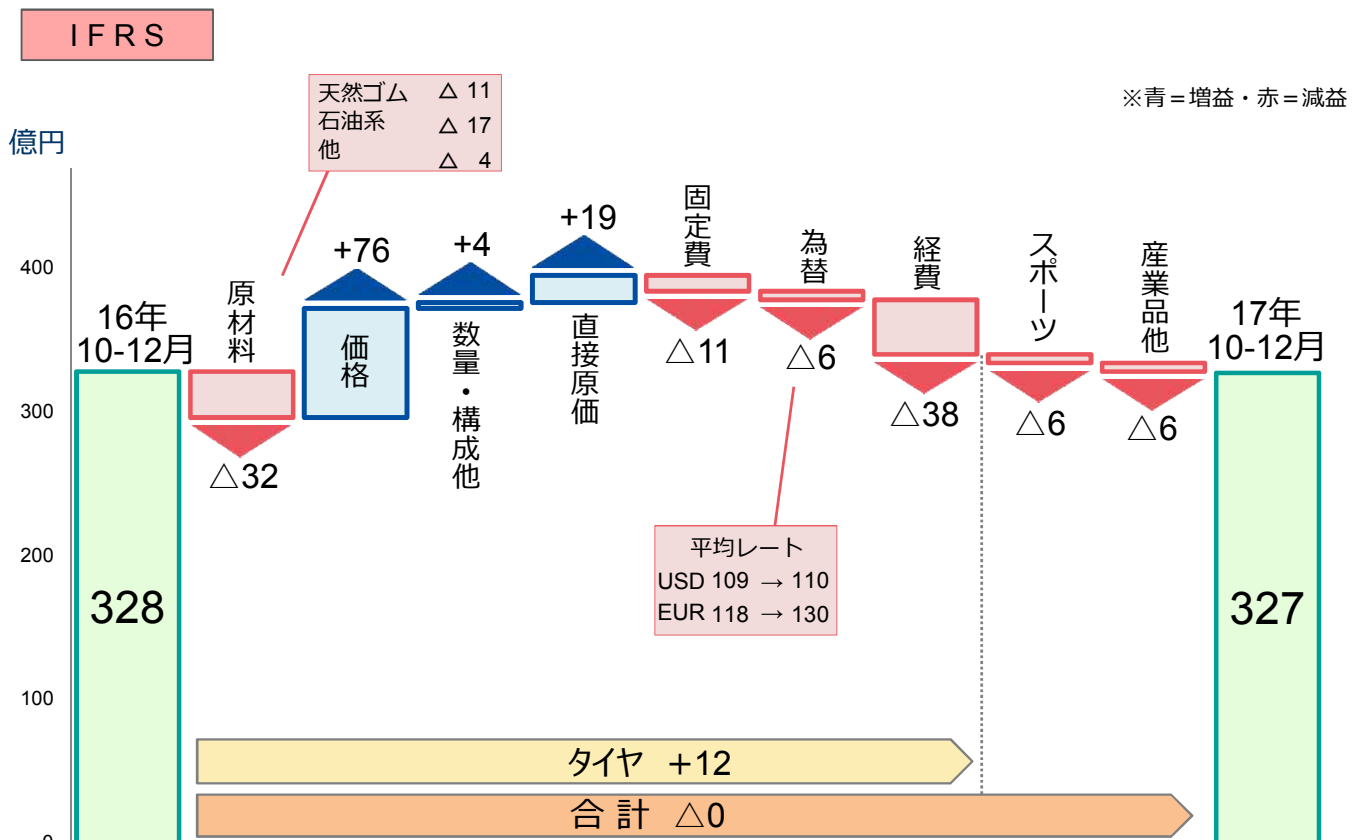 IFRS
※青＝増益・赤＝減益
億円
天然ゴム △ 11
石油系 △ 17
他 △ 4
400
300
200
100
0
16年
10-12月
328
原材料
△32
+76
価格
+4
数量・構成他
+19
直接原価
固定費
△11
為替
△6
経費
△38
スポーツ
△6
産業品他
△6
17年
10-12月
327
平均レート
USD 109 → 110
EUR 118 → 130
タイヤ +12
合 計 △0